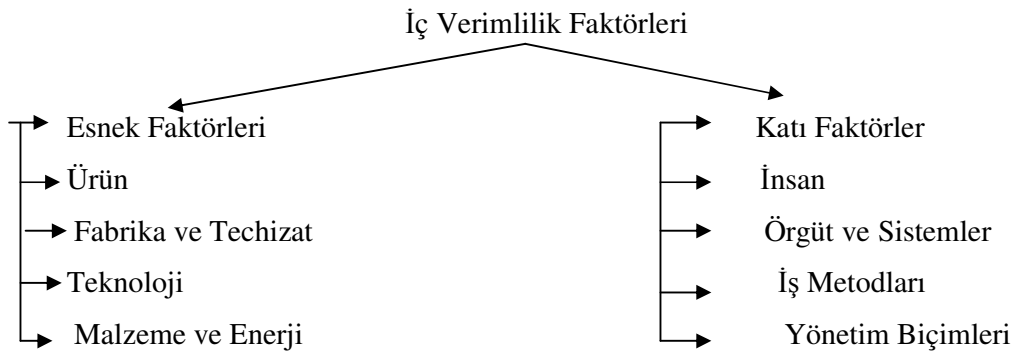 İç Verimlilik Faktörleri
Esnek Faktörleri
Katı Faktörler
Ürün
İnsan
Fabrika ve Techizat
Örgüt ve Sistemler
Teknoloji
İş Metodları
Malzeme ve Enerji
Yönetim Biçimleri